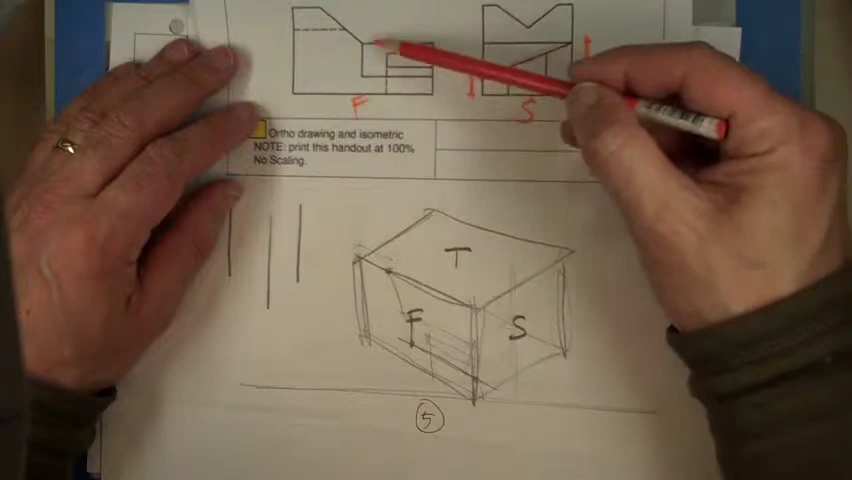 F
S
Ortho drawing and isometric
NOTE: print this handout at 100%
No Scaling.
T
F
S
5